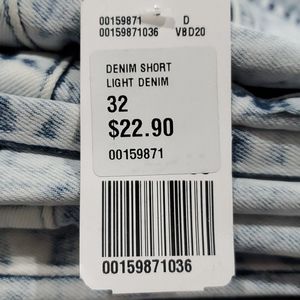 00159871 D
00159871036 V8D20
DENIM SHORT
LIGHT DENIM
32
$22.90
00159871
00159871036